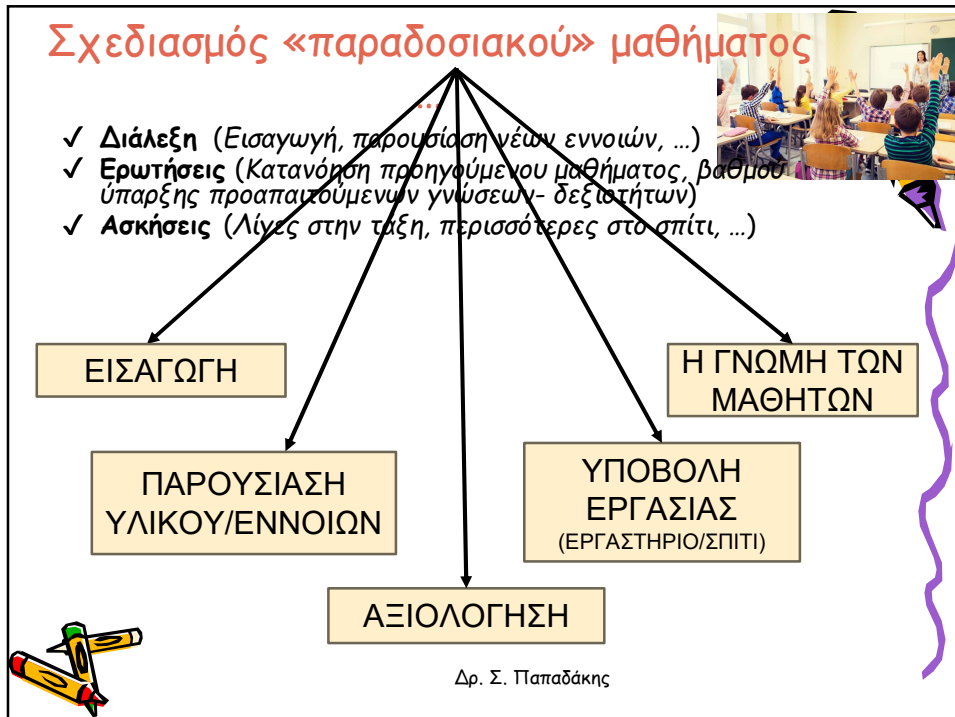 Σχεδιασμός «παραδοσιακού» μαθήματος
...
✓ Διάλεξη (Εισαγωγή, παρουσίαση νέων εννοιών, ...)
✓ Ερωτήσεις (Κατανόηση προηγούμενου μαθήματος, βαθμού
ύπαρξης προαπαιτούμενων γνώσεων- δεξιοτήτων)
✓ Ασκήσεις (Λίγες στην τάξη, περισσότερες στο σπίτι, ...)
ΕΙΣΑΓΩΓΗ
Η ΓΝΩΜΗ ΤΩΝ
ΜΑΘΗΤΩΝ
ΠΑΡΟΥΣΙΑΣΗ
ΥΛΙΚΟΥ/ΕΝΝΟΙΩΝ
ΥΠΟΒΟΛΗ
ΕΡΓΑΣΙΑΣ
(ΕΡΓΑΣΤΗΡΙΟ/ΣΠΙΤΙ)
ΑΞΙΟΛΟΓΗΣΗ
Δρ. Σ. Παπαδάκης